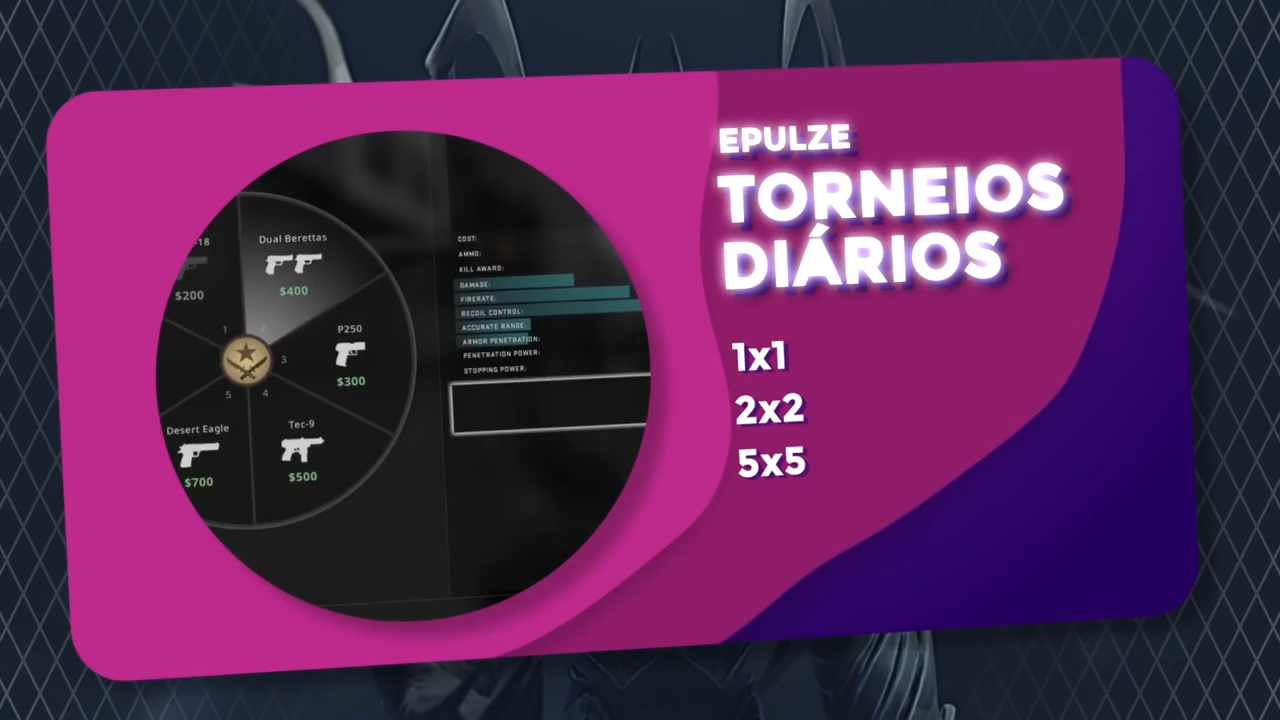 EPULZE
TORNEIOS
DIÁRIOS
1x1
2x2
5x5
-18
$200
Dual Berettas
$400
P250
$300
Tec-9
$500
Desert Eagle
$700
1
2
3
4
5
COST:
AMMO:
KILL AWARD:
DAMAGE:
FIRERATE:
RECOIL CONTROL:
ACCURATE RANGE:
ARMOR PENETRATION:
PENETRATION POWER:
STOPPING POWER: